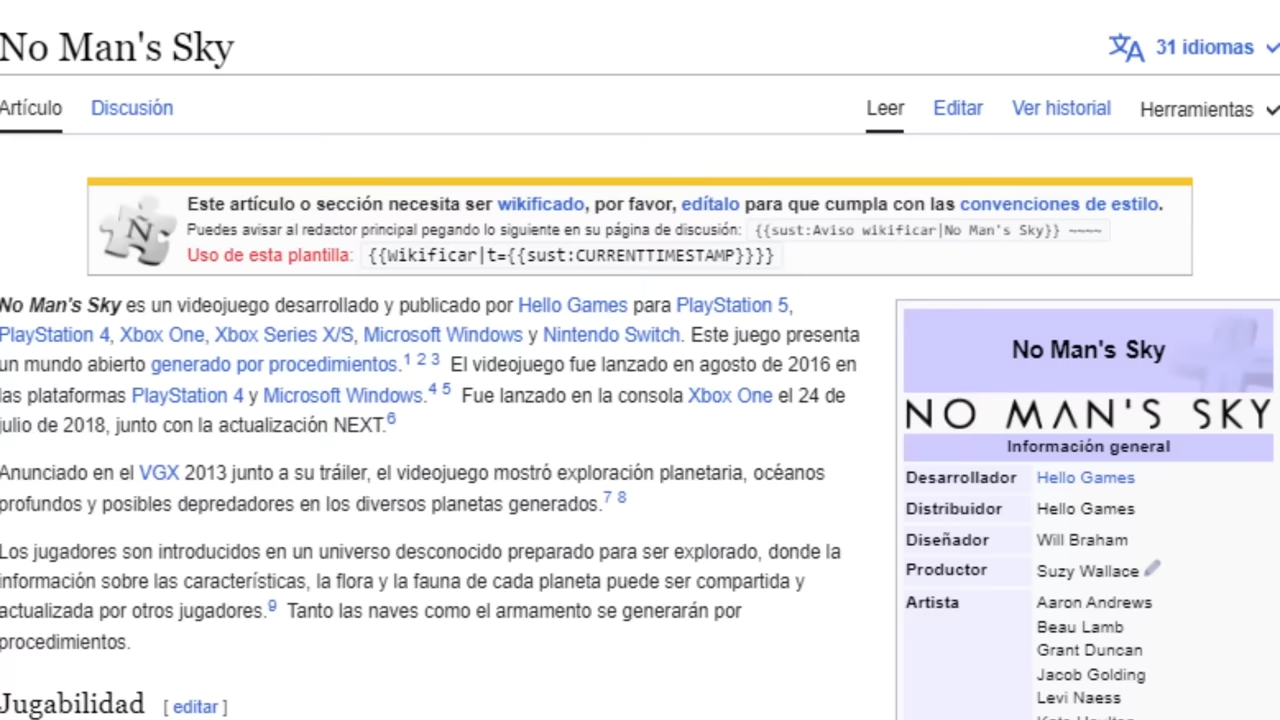 No Man's Sky
31 idiomas
Artículo Discusión Leer Editar Ver historial Herramientas
Ñ
Este artículo o sección necesita ser wikificado, por favor, edítalo para que cumpla con las convenciones de estilo.
Puedes avisar al redactor principal pegando lo siguiente en su página de discusión: {{sust:Aviso wikificar|No Man's Sky}} ~~~~
Uso de esta plantilla: {{Wikificar|t={{sust:CURRENTTIMESTAMP}}}}
No Man's Sky es un videojuego desarrollado y publicado por Hello Games para PlayStation 5,
PlayStation 4, Xbox One, Xbox Series X/S, Microsoft Windows y Nintendo Switch. Este juego presenta
un mundo abierto generado por procedimientos.1 2 3 El videojuego fue lanzado en agosto de 2016 en
las plataformas PlayStation 4 y Microsoft Windows.4 5 Fue lanzado en la consola Xbox One el 24 de
julio de 2018, junto con la actualización NEXT.6
Anunciado en el VGX 2013 junto a su tráiler, el videojuego mostró exploración planetaria, océanos
profundos y posibles depredadores en los diversos planetas generados.7 8
Los jugadores son introducidos en un universo desconocido preparado para ser explorado, donde la
información sobre las características, la flora y la fauna de cada planeta puede ser compartida y
actualizada por otros jugadores.9 Tanto las naves como el armamento se generarán por
procedimientos.
Jugabilidad [ editar ]
No Man's Sky
NO MAN'S SKY
Información general
Desarrollador Hello Games
Distribuidor Hello Games
Diseñador Will Braham
Productor Suzy Wallace
Artista Aaron Andrews
Beau Lamb
Grant Duncan
Jacob Golding
Levi Naess